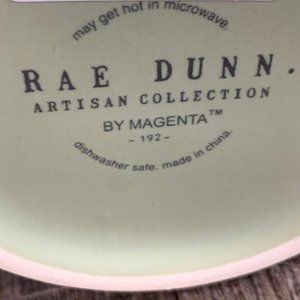 may get hot in microwave.
RAE DUNN.
ARTISAN COLLECTION
BY MAGENTA™
- 192 -
dishwasher safe. made in china.